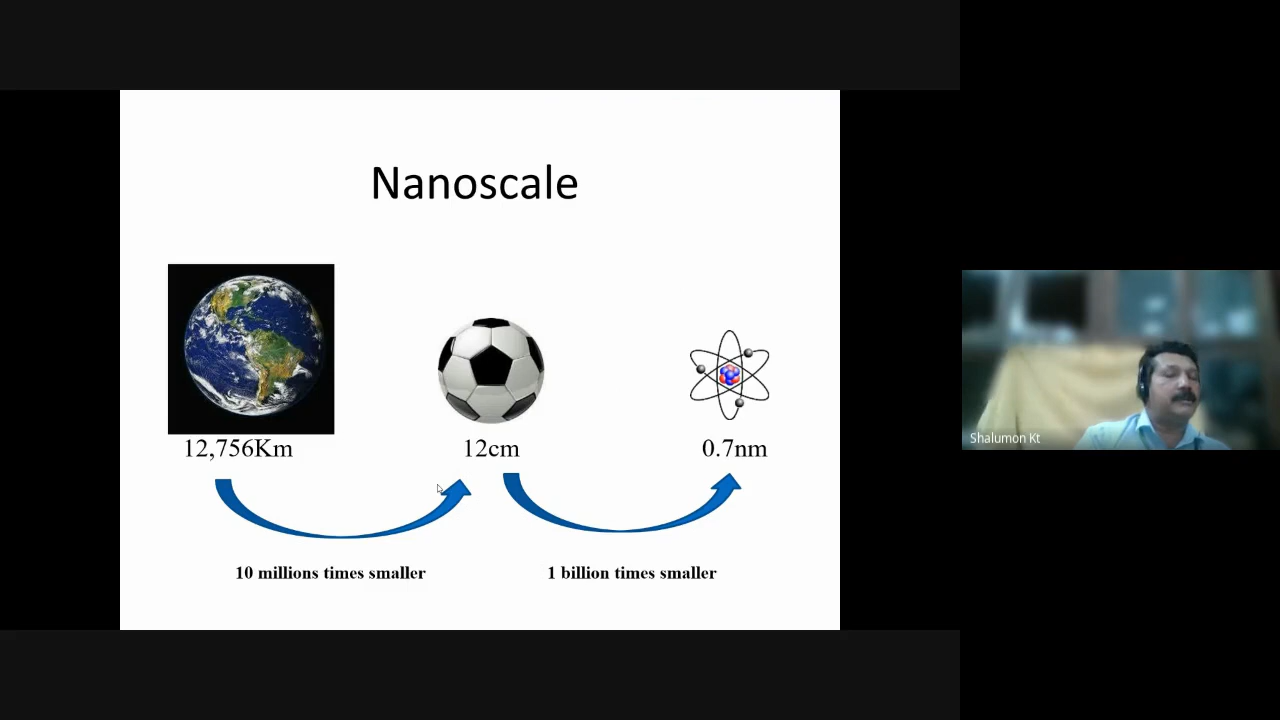 Nanoscale
12,756Km
12cm
0.7nm
10 millions times smaller
1 billion times smaller
Shalumon Kt